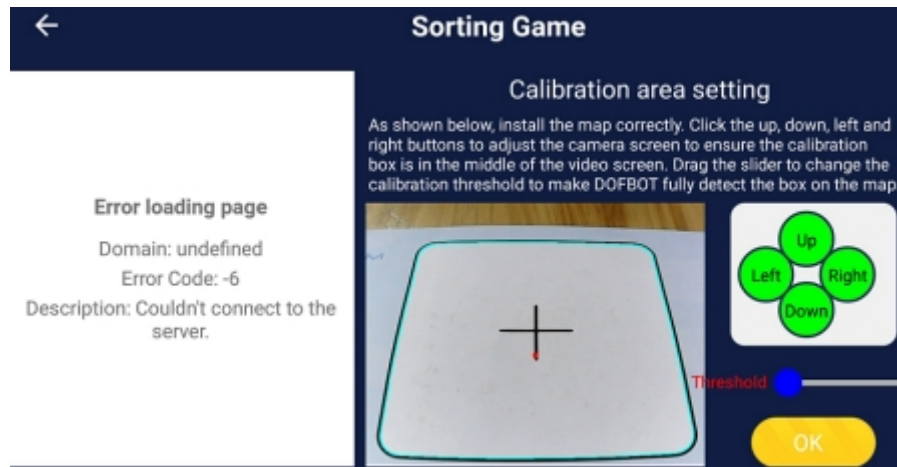 Sorting Game
Error loading page
Domain: undefined
Error Code: -6
Description: Couldn't connect to the
server.
Calibration area setting
As shown below, install the map correctly. Click the up, down, left and
right buttons to adjust the camera screen to ensure the calibration
box is in the middle of the video screen. Drag the slider to change the
calibration threshold to make DOFBOT fully detect the box on the map
Up
Left
Right
Down
Threshold
OK